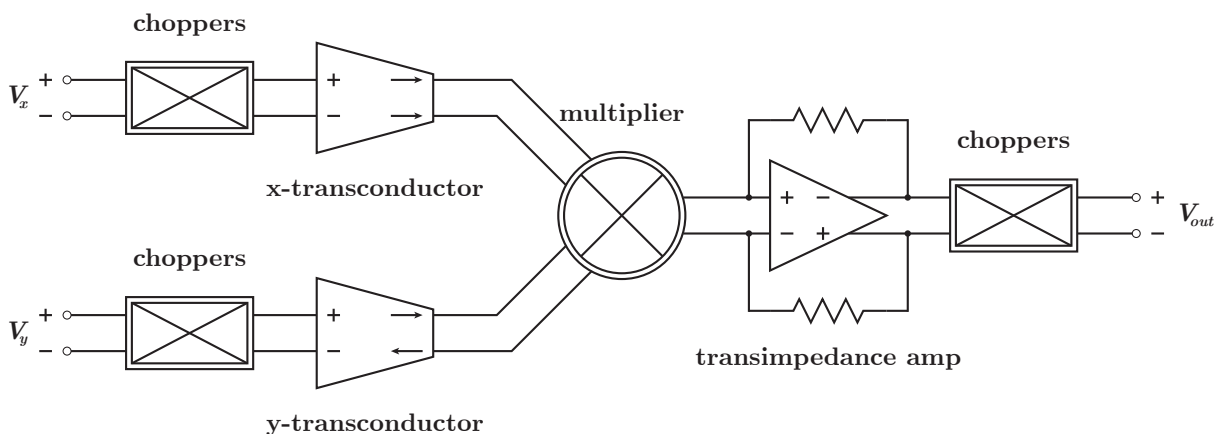 choppers
V_x
+
−
+
−
x-transconductor
multiplier
choppers
V_y
+
−
+
−
y-transconductor
+ −
− +
transimpedance amp
choppers
+
−
V_out